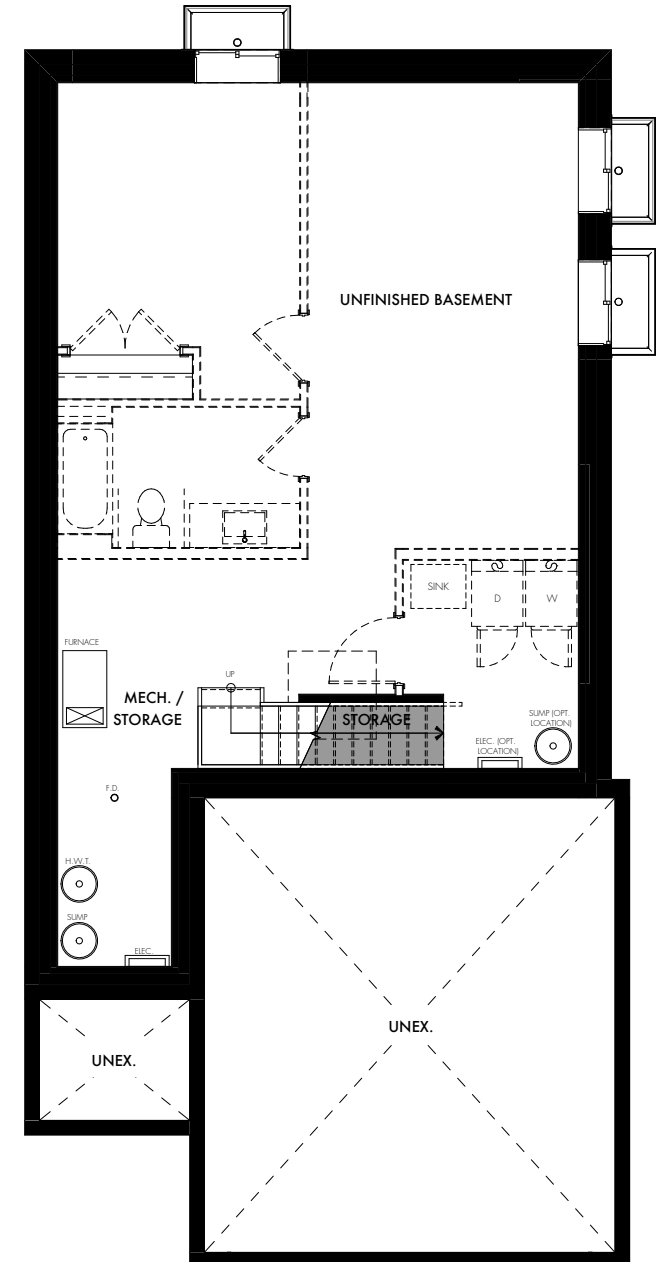 UNFINISHED BASEMENT
SINK
D
W
FURNACE
UP
MECH. /
STORAGE
STORAGE
SUMP (OPT.
LOCATION)
ELEC. (OPT.
LOCATION)
F.D.
H.W.T.
SUMP
ELEC.
UNEX.
UNEX.